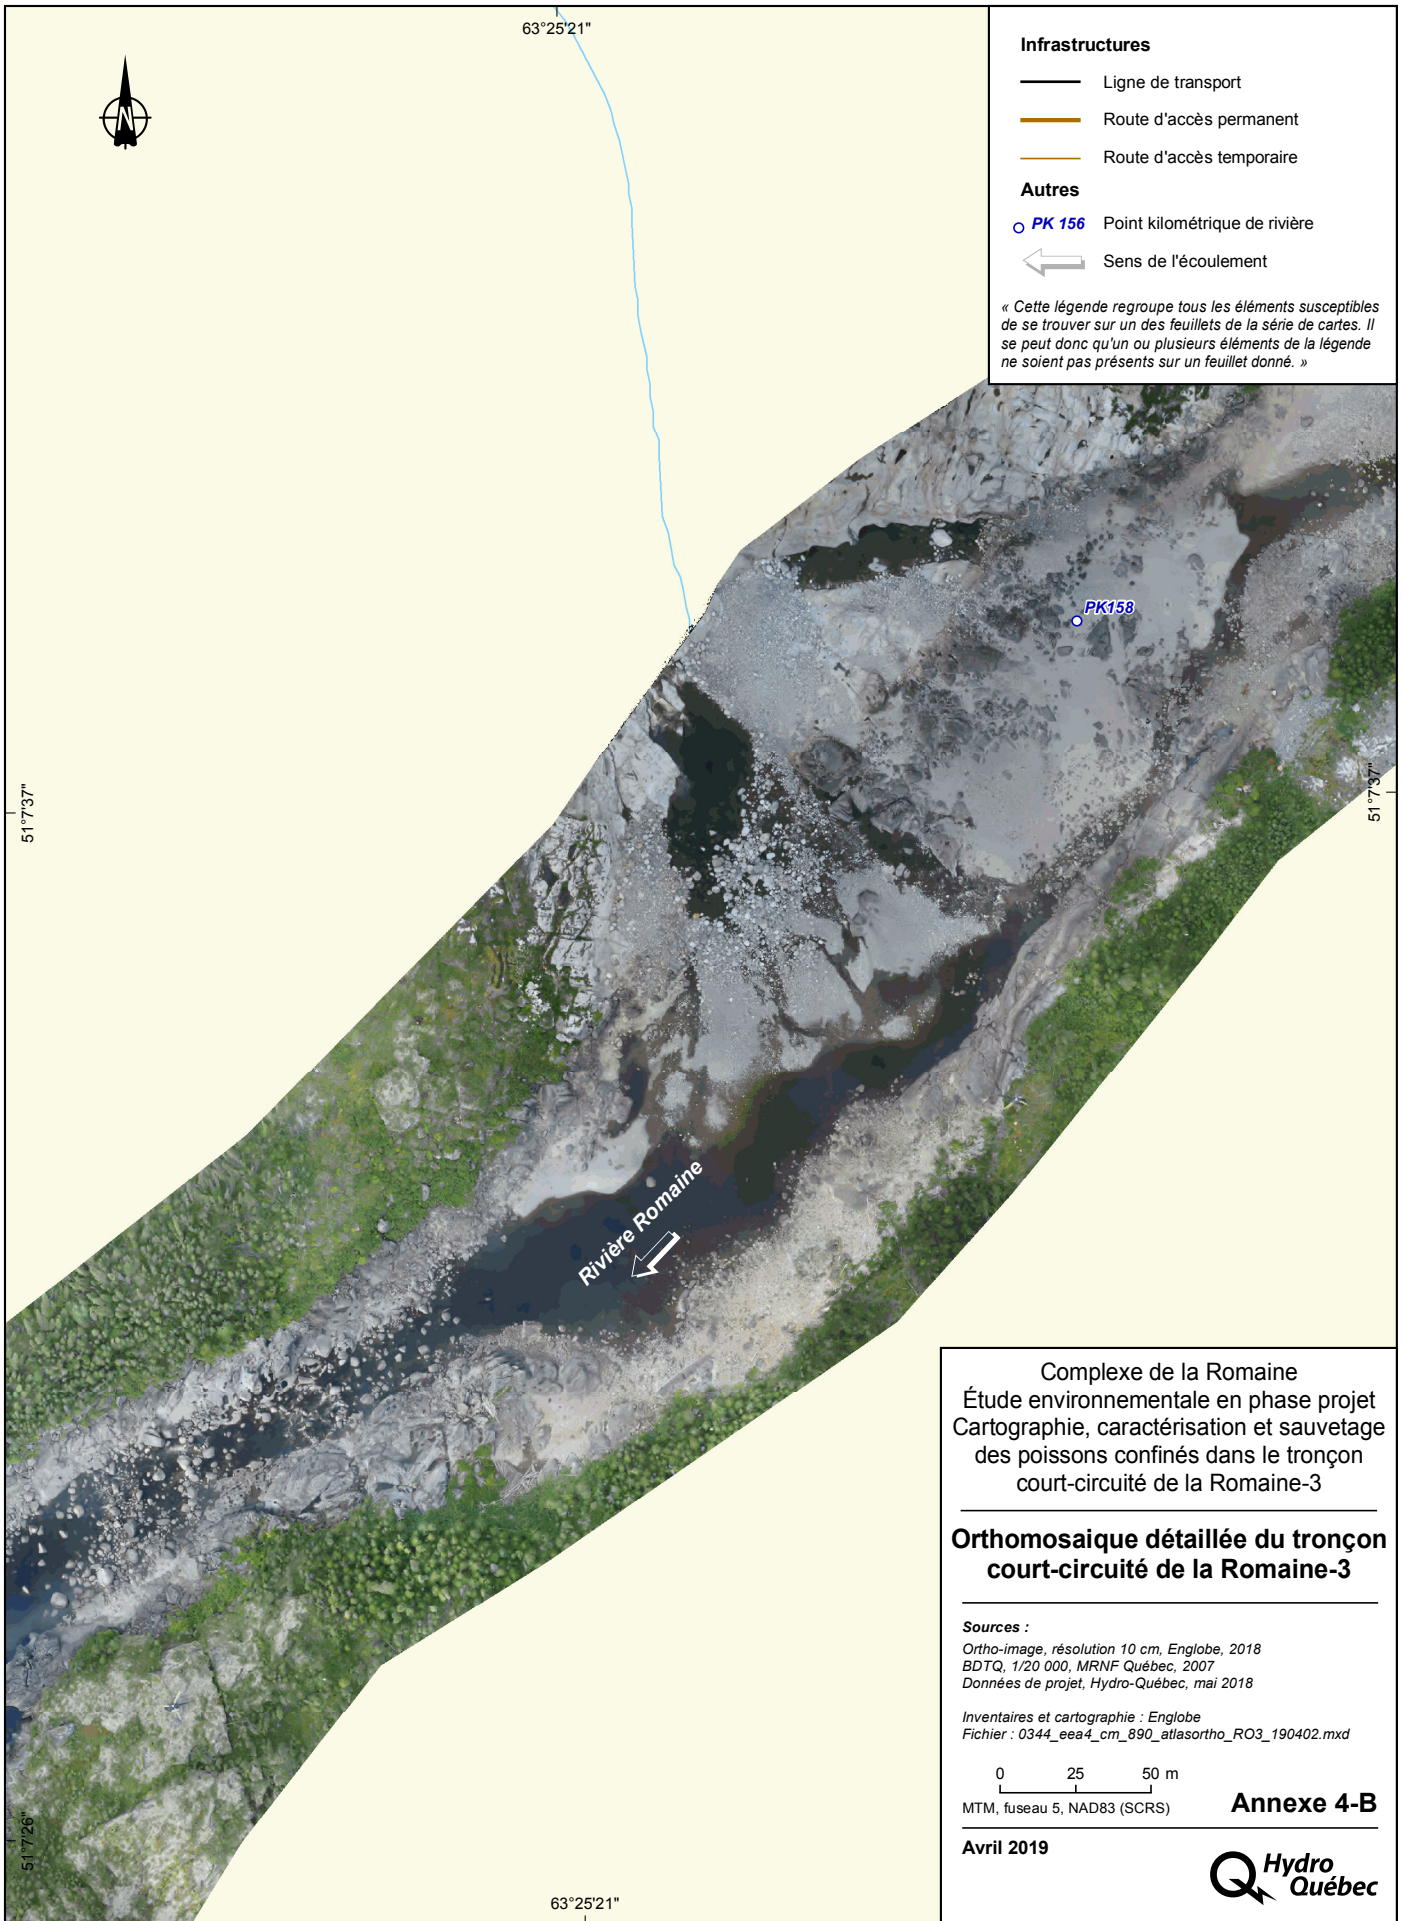 63°25'21"
N
Infrastructures
Ligne de transport
Route d'accès permanent
Route d'accès temporaire
Autres
PK 156 Point kilométrique de rivière
Sens de l'écoulement
« Cette légende regroupe tous les éléments susceptibles
de se trouver sur un des feuillets de la série de cartes. Il
se peut donc qu'un ou plusieurs éléments de la légende
ne soient pas présents sur un feuillet donné. »
PK158
51°7'37"
51°7'37"
Rivière Romaine
Complexe de la Romaine
Étude environnementale en phase projet
Cartographie, caractérisation et sauvetage
des poissons confinés dans le tronçon
court-circuité de la Romaine-3
Orthomosaique détaillée du tronçon
court-circuité de la Romaine-3
Sources :
Ortho-image, résolution 10 cm, Englobe, 2018
BDTQ, 1/20 000, MRNF Québec, 2007
Données de projet, Hydro-Québec, mai 2018
Inventaires et cartographie : Englobe
Fichier : 0344_eea4_cm_890_atlasortho_RO3_190402.mxd
0 25 50 m
MTM, fuseau 5, NAD83 (SCRS)
Annexe 4-B
Avril 2019
Hydro
Québec
51°7'26"
63°25'21"